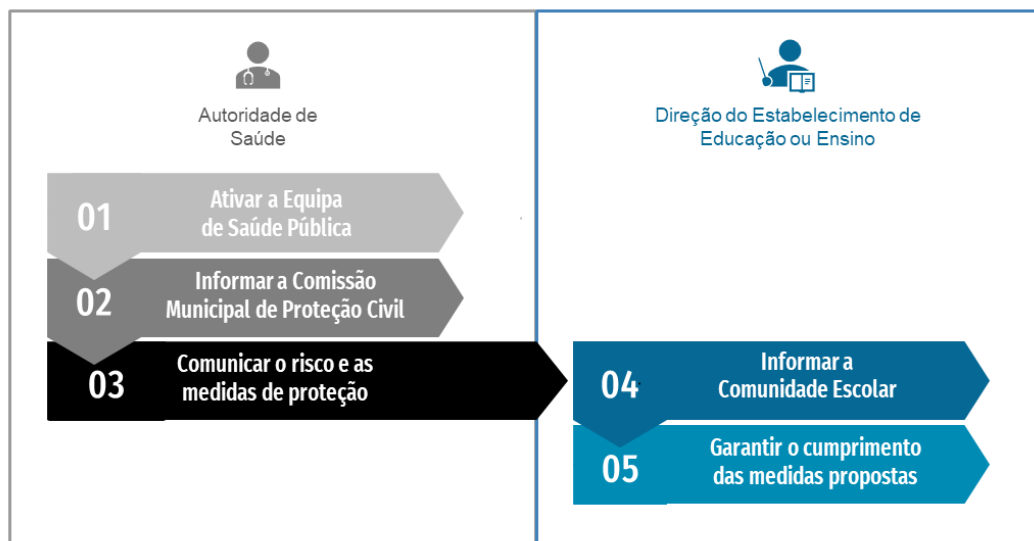 Autoridade de
Saúde
01
Ativar a Equipa
de Saúde Pública
02
Informar a Comissão
Municipal de Proteção Civil
03
Comunicar o risco e as
medidas de proteção
Direção do Estabelecimento de
Educação ou Ensino
04
Informar a
Comunidade Escolar
05
Garantir o cumprimento
das medidas propostas